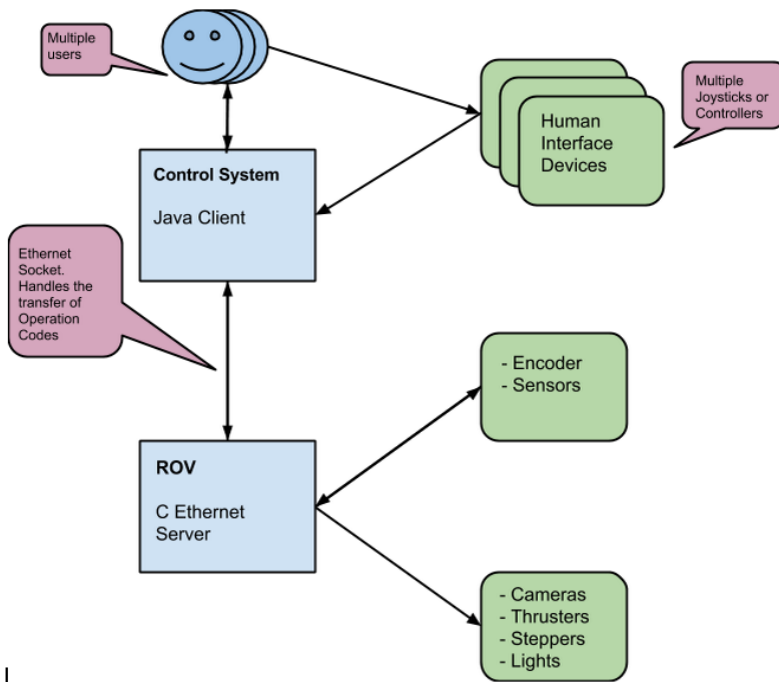 Multiple
users
Human
Interface
Devices
Multiple
Joysticks or
Controllers
Control System
Java Client
Ethernet
Socket.
Handles the
transfer of
Operation
Codes
- Encoder
- Sensors
ROV
C Ethernet
Server
- Cameras
- Thrusters
- Steppers
- Lights